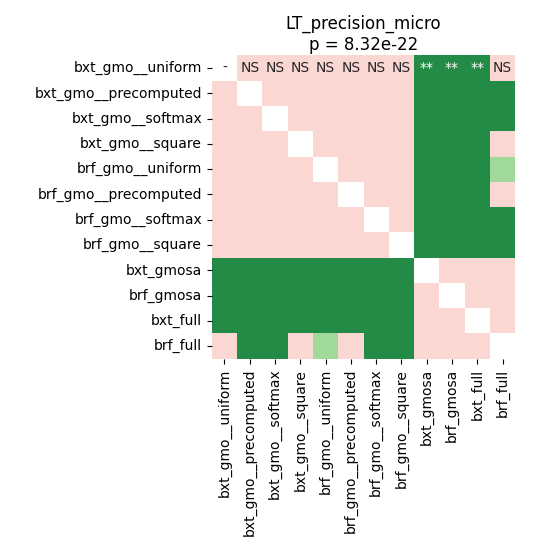 LT_precision_micro
p = 8.32e-22
bxt_gmo__uniform - NS NS NS NS NS NS NS ** ** ** NS
bxt_gmo__precomputed
bxt_gmo__softmax
bxt_gmo__square
brf_gmo__uniform
brf_gmo__precomputed
brf_gmo__softmax
brf_gmo__square
bxt_gmosa
brf_gmosa
bxt_full
brf_full
bxt_gmo__uniform
bxt_gmo__precomputed
bxt_gmo__softmax
bxt_gmo__square
brf_gmo__uniform
brf_gmo__precomputed
brf_gmo__softmax
brf_gmo__square
bxt_gmosa
brf_gmosa
bxt_full
brf_full